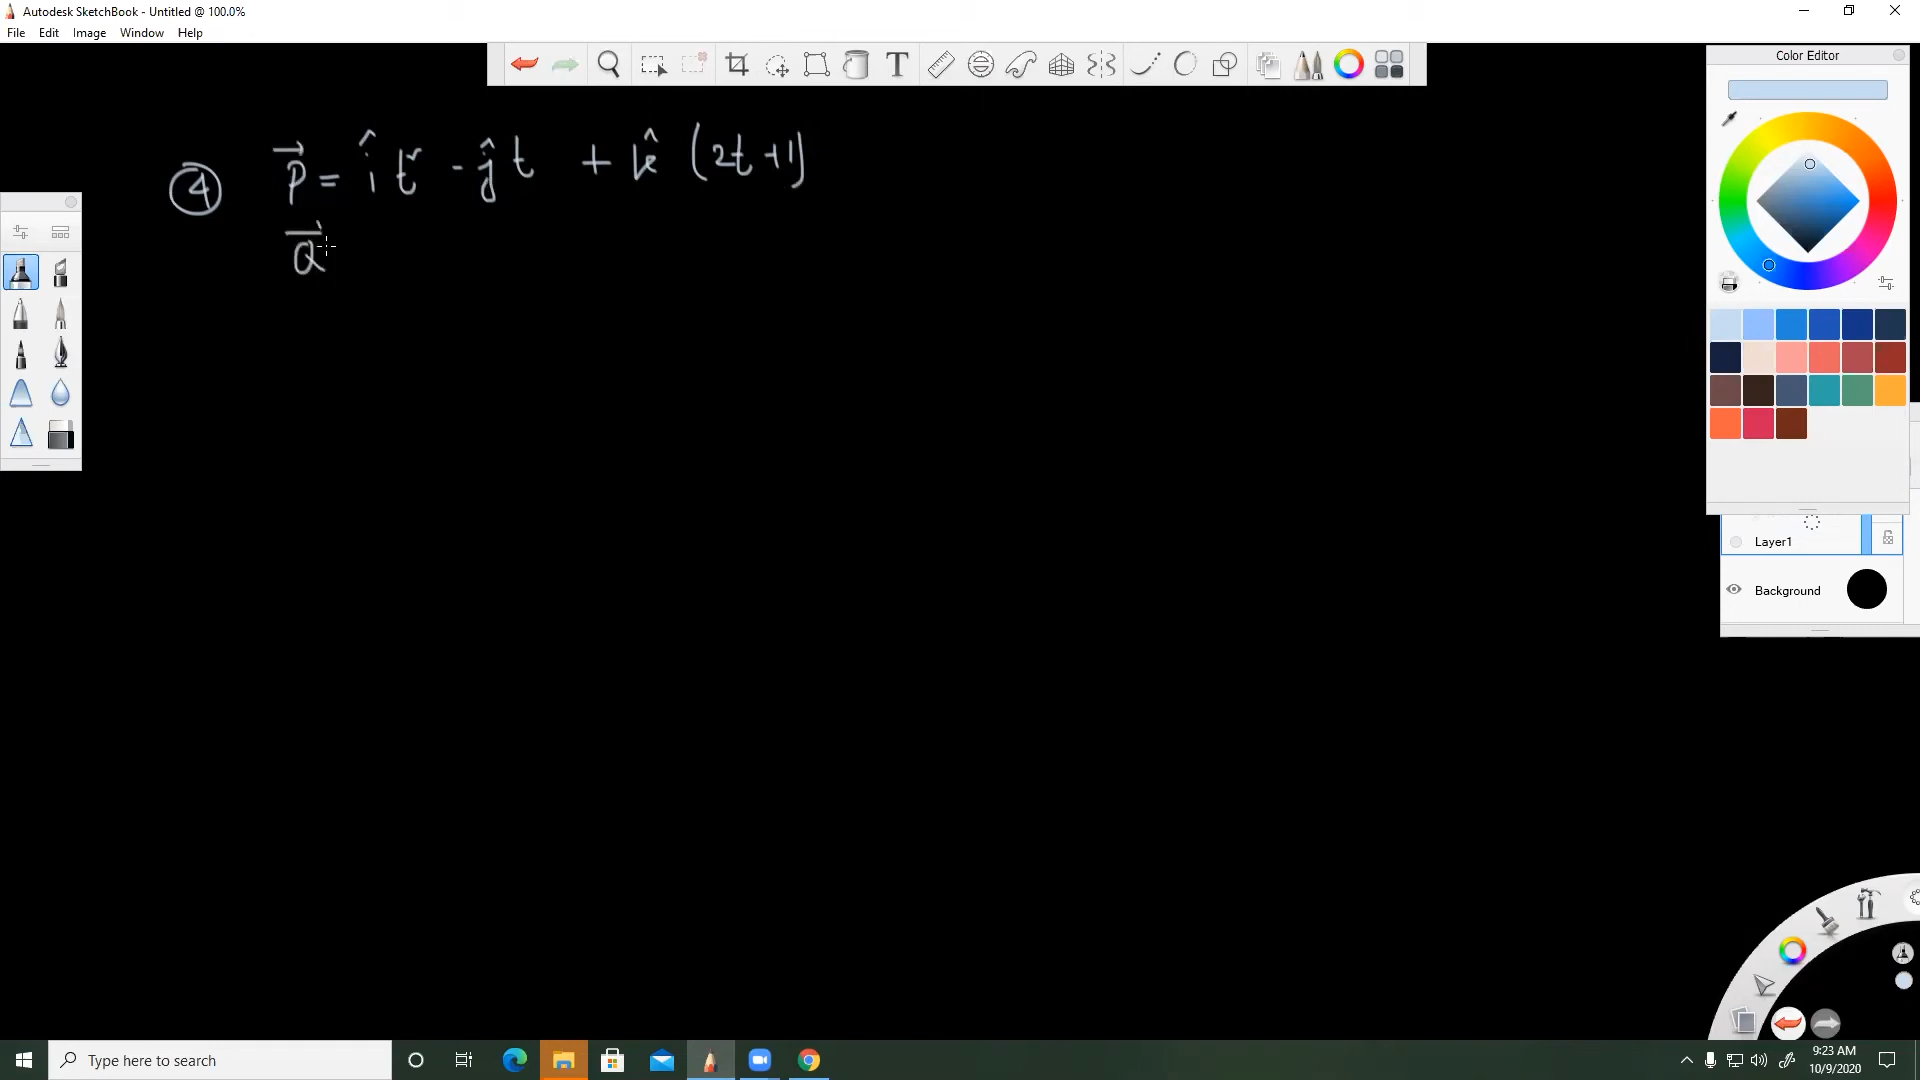 Autodesk SketchBook - Untitled @ 100.0%
File Edit Image Window Help
T
Color Editor
④ P⃗ = î t² - ĵ t + k̂ (2t+1)
Q⃗
Layer1
Background
Type here to search
9:23 AM
10/9/2020